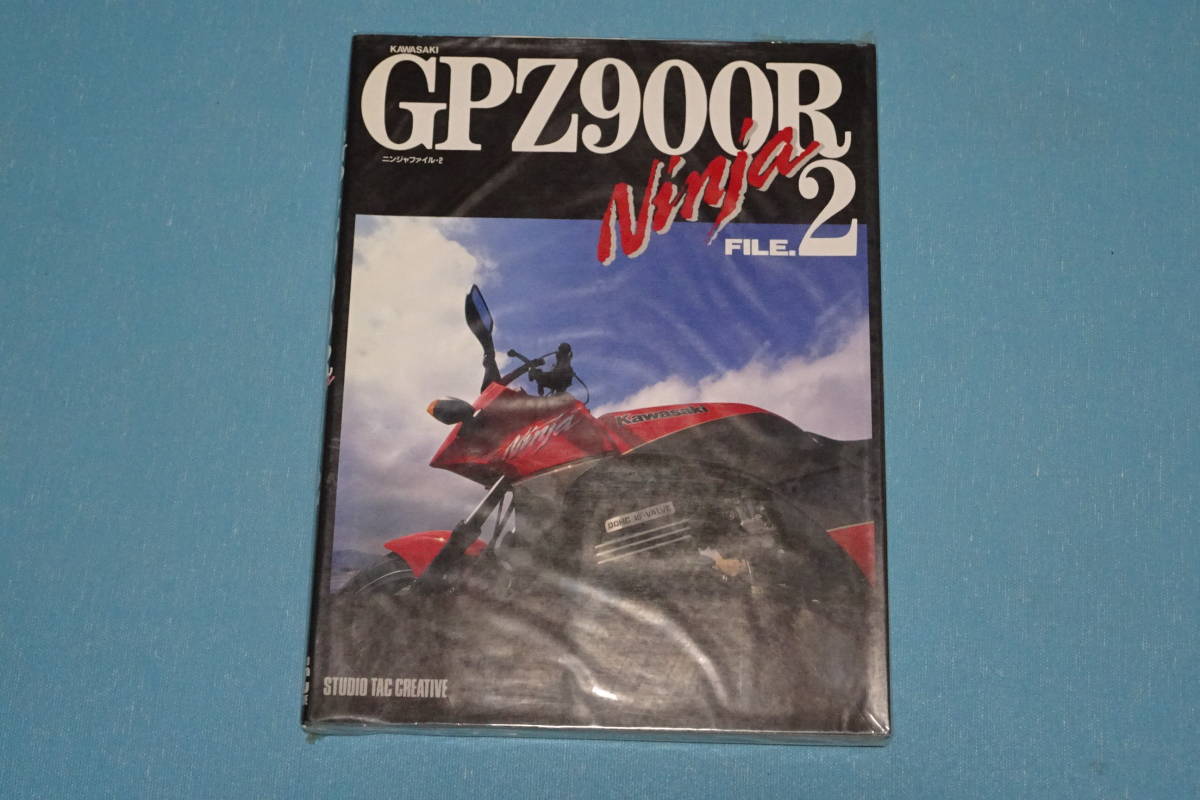 KAWASAKI
GPZ900R
ニンジャファイル・2
Ninja
FILE.2
Ninja
Kawasaki
DOHC 16-VALVE
STUDIO TAC CREATIVE